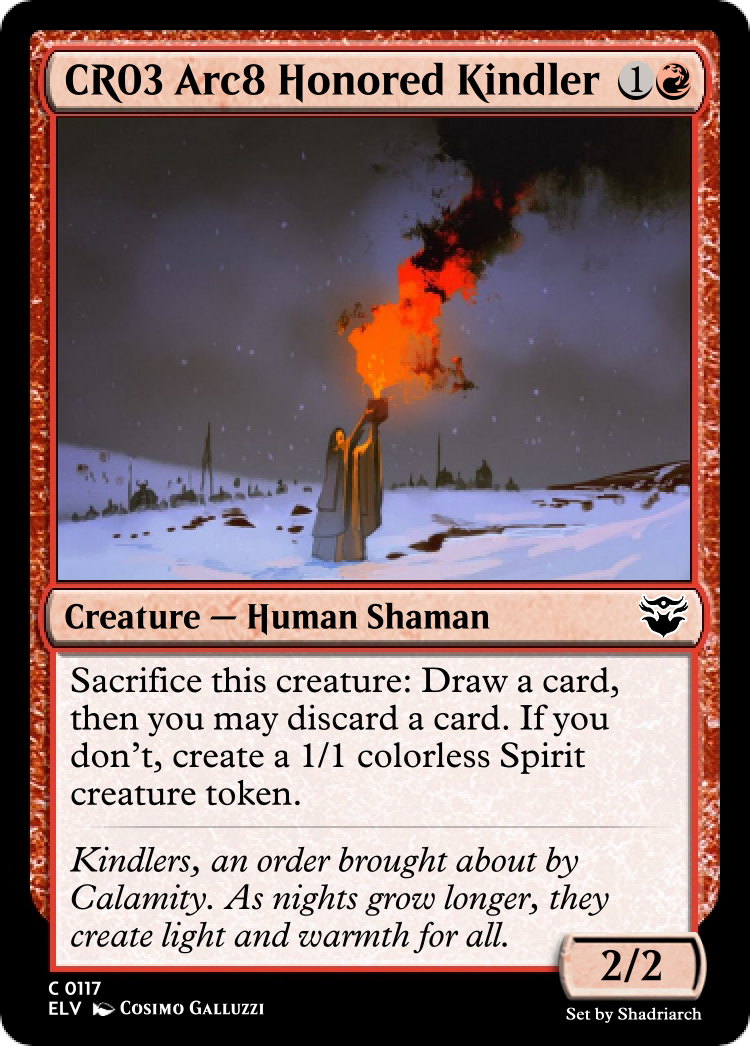 CR03 Arc8 Honored Kindler 1
Creature — Human Shaman
Sacrifice this creature: Draw a card,
then you may discard a card. If you
don't, create a 1/1 colorless Spirit
creature token.
Kindlers, an order brought about by
Calamity. As nights grow longer, they
create light and warmth for all.
2/2
C 0117
ELV Cosimo Galluzzi
Set by Shadriarch